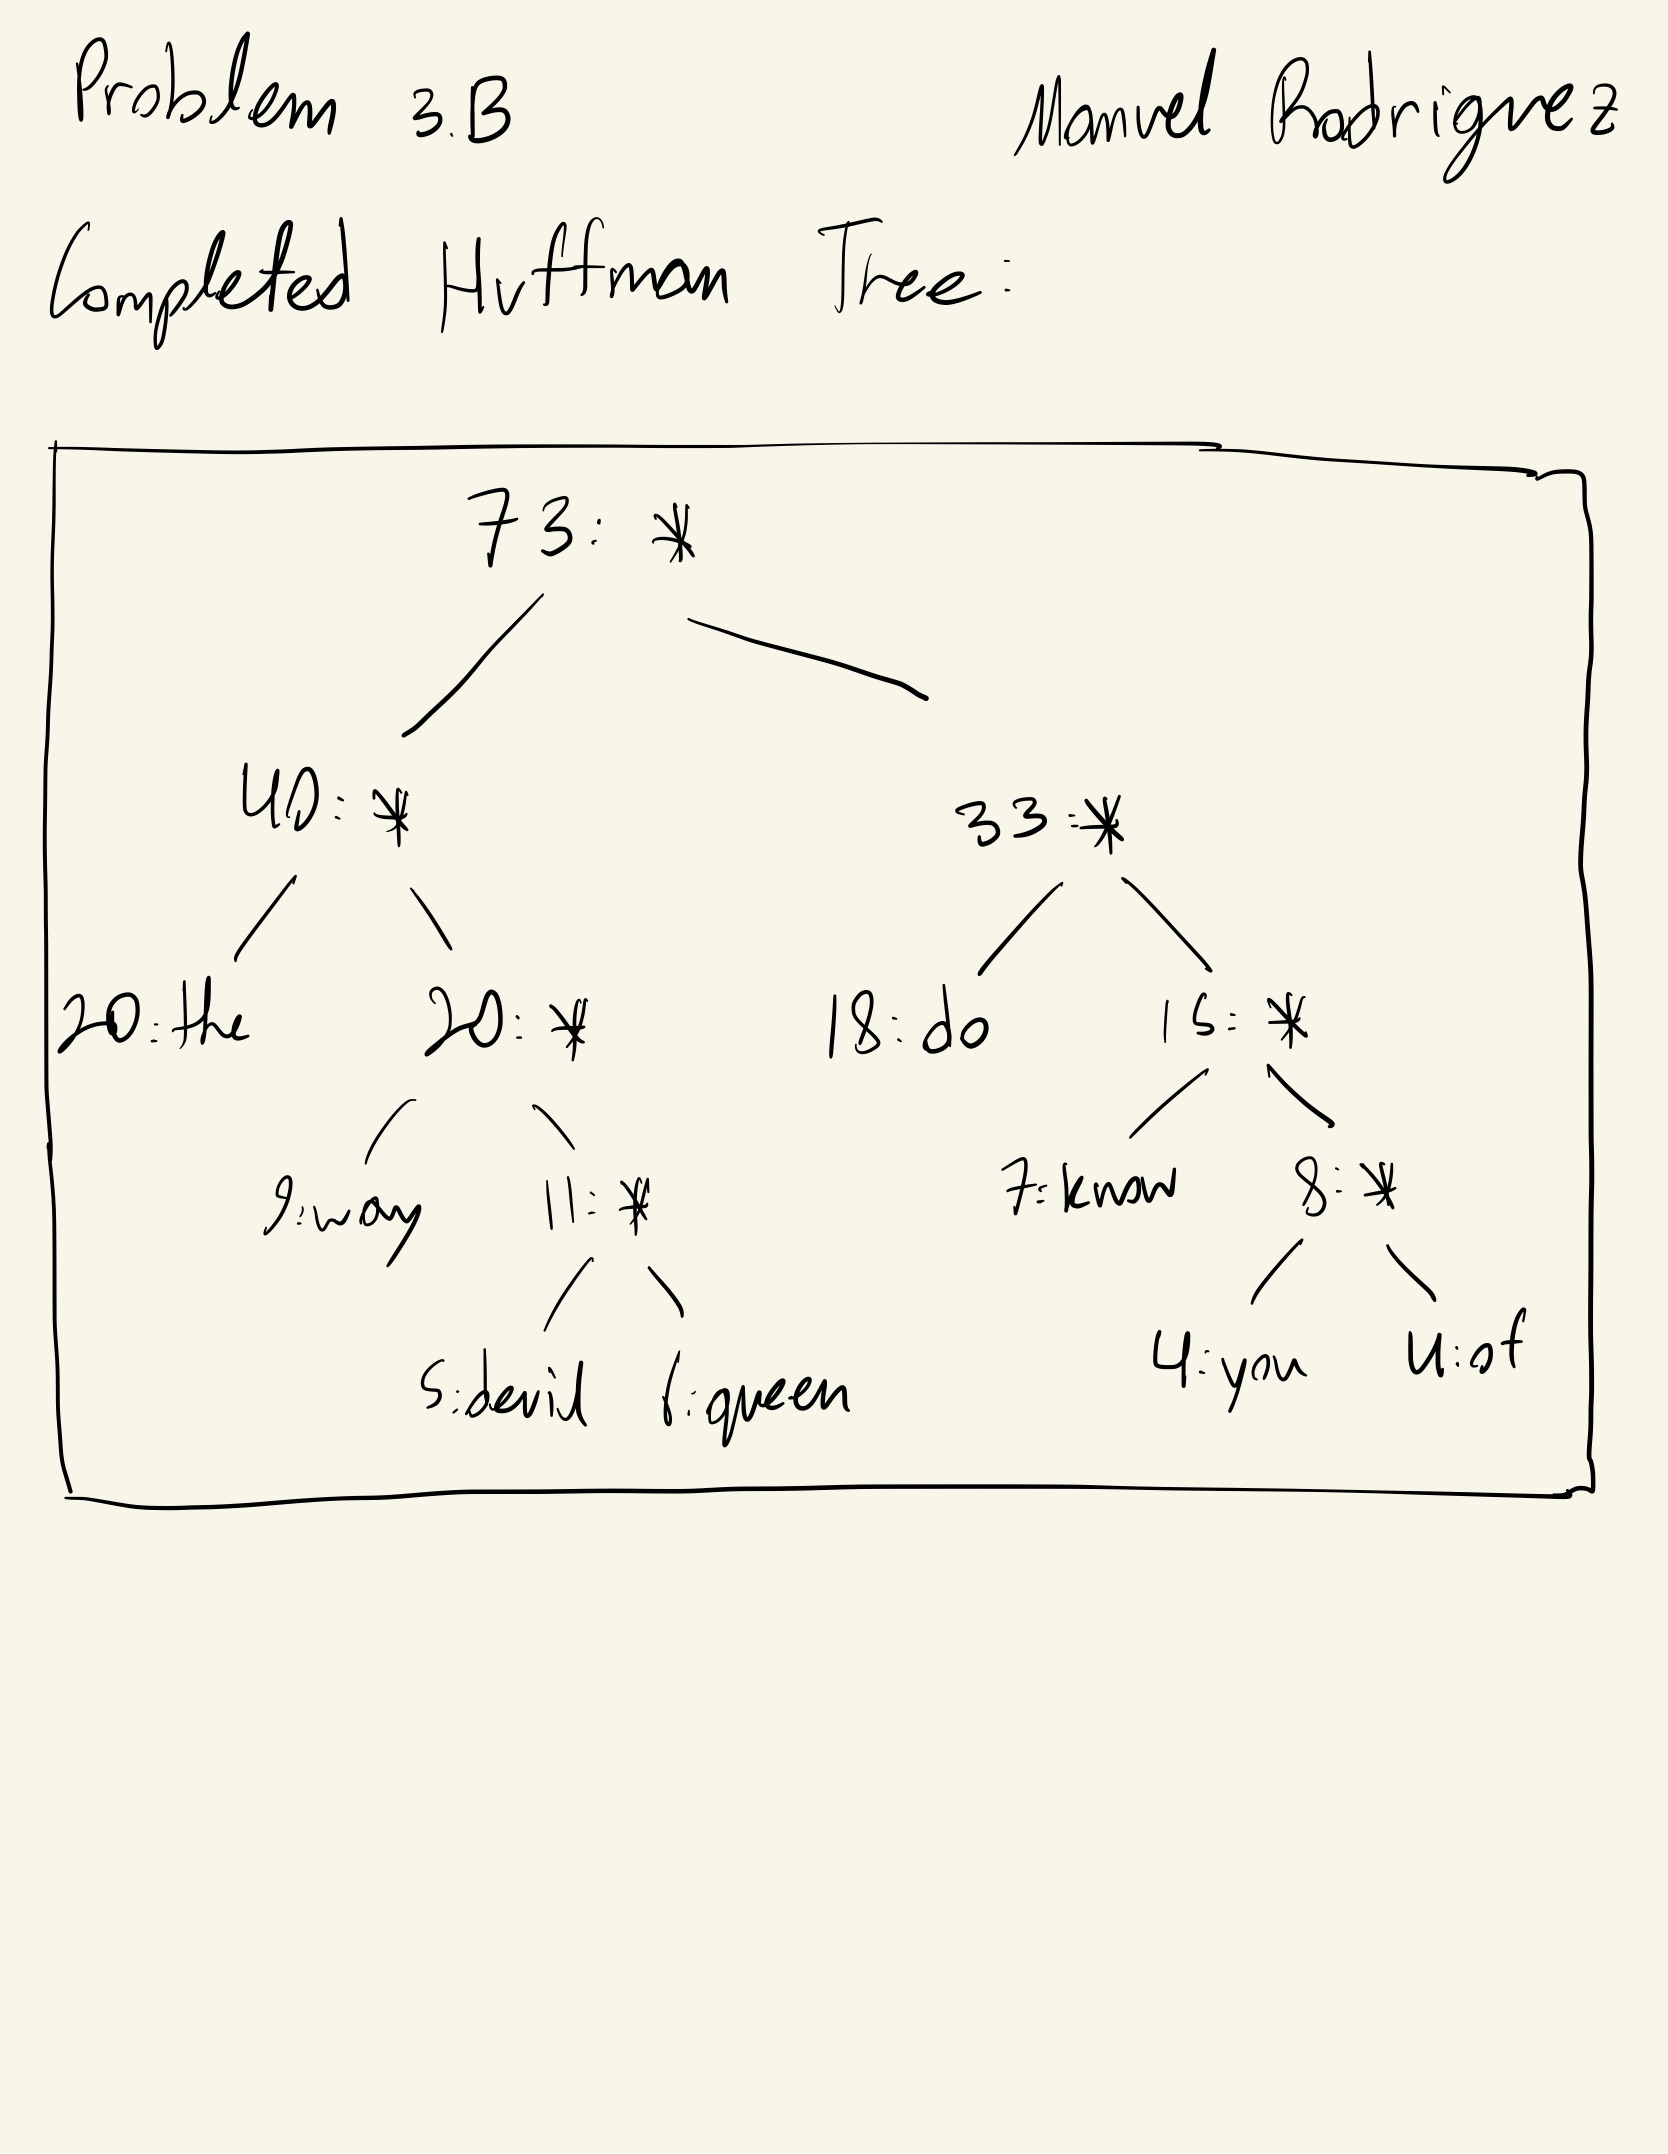 Problem 3.B Manuel Rodriguez
Completed Huffman Tree:
73: *
40: * 33: *
20: the 20: * 18: do 15: *
9: way 11: * 7: know 8: *
5: devil 6: queen 4: you 4: of